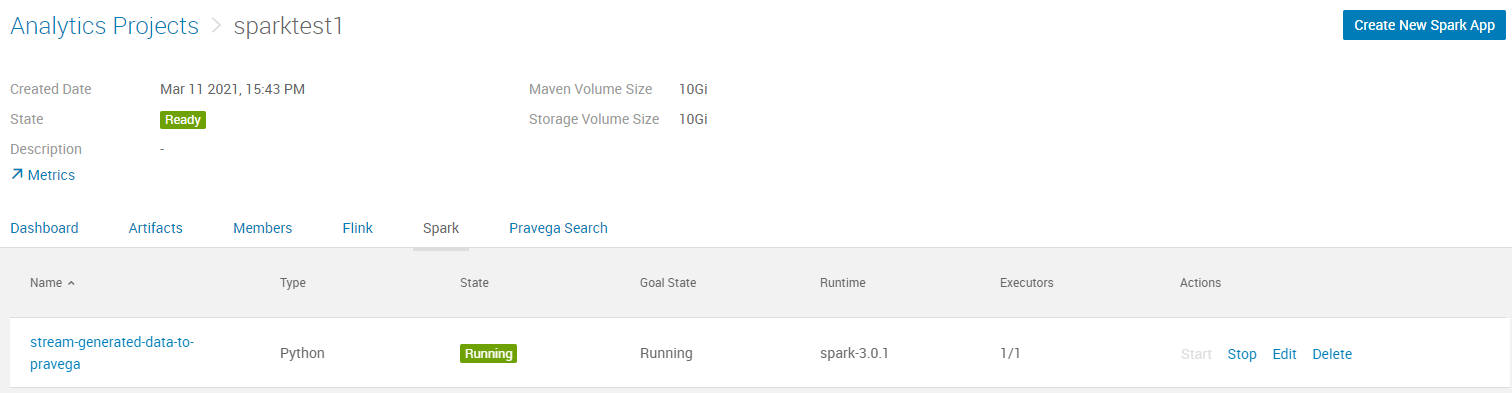 Analytics Projects > sparktest1
Create New Spark App
Created Date Mar 11 2021, 15:43 PM Maven Volume Size 10Gi
State Ready Storage Volume Size 10Gi
Description -
Metrics
Dashboard Artifacts Members Flink Spark Pravega Search
Name Type State Goal State Runtime Executors Actions
stream-generated-data-to-
pravega Python Running Running spark-3.0.1 1/1 Start Stop Edit Delete